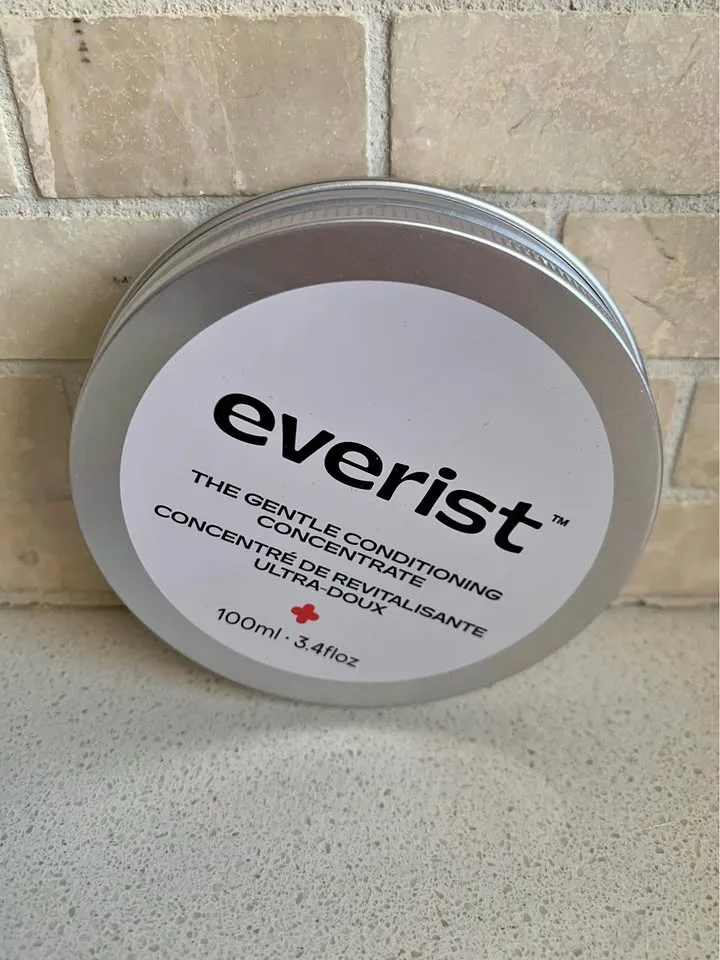 everist™
THE GENTLE CONDITIONING
CONCENTRATE
CONCENTRÉ DE REVITALISANTE
ULTRA-DOUX
100ml · 3.4floz